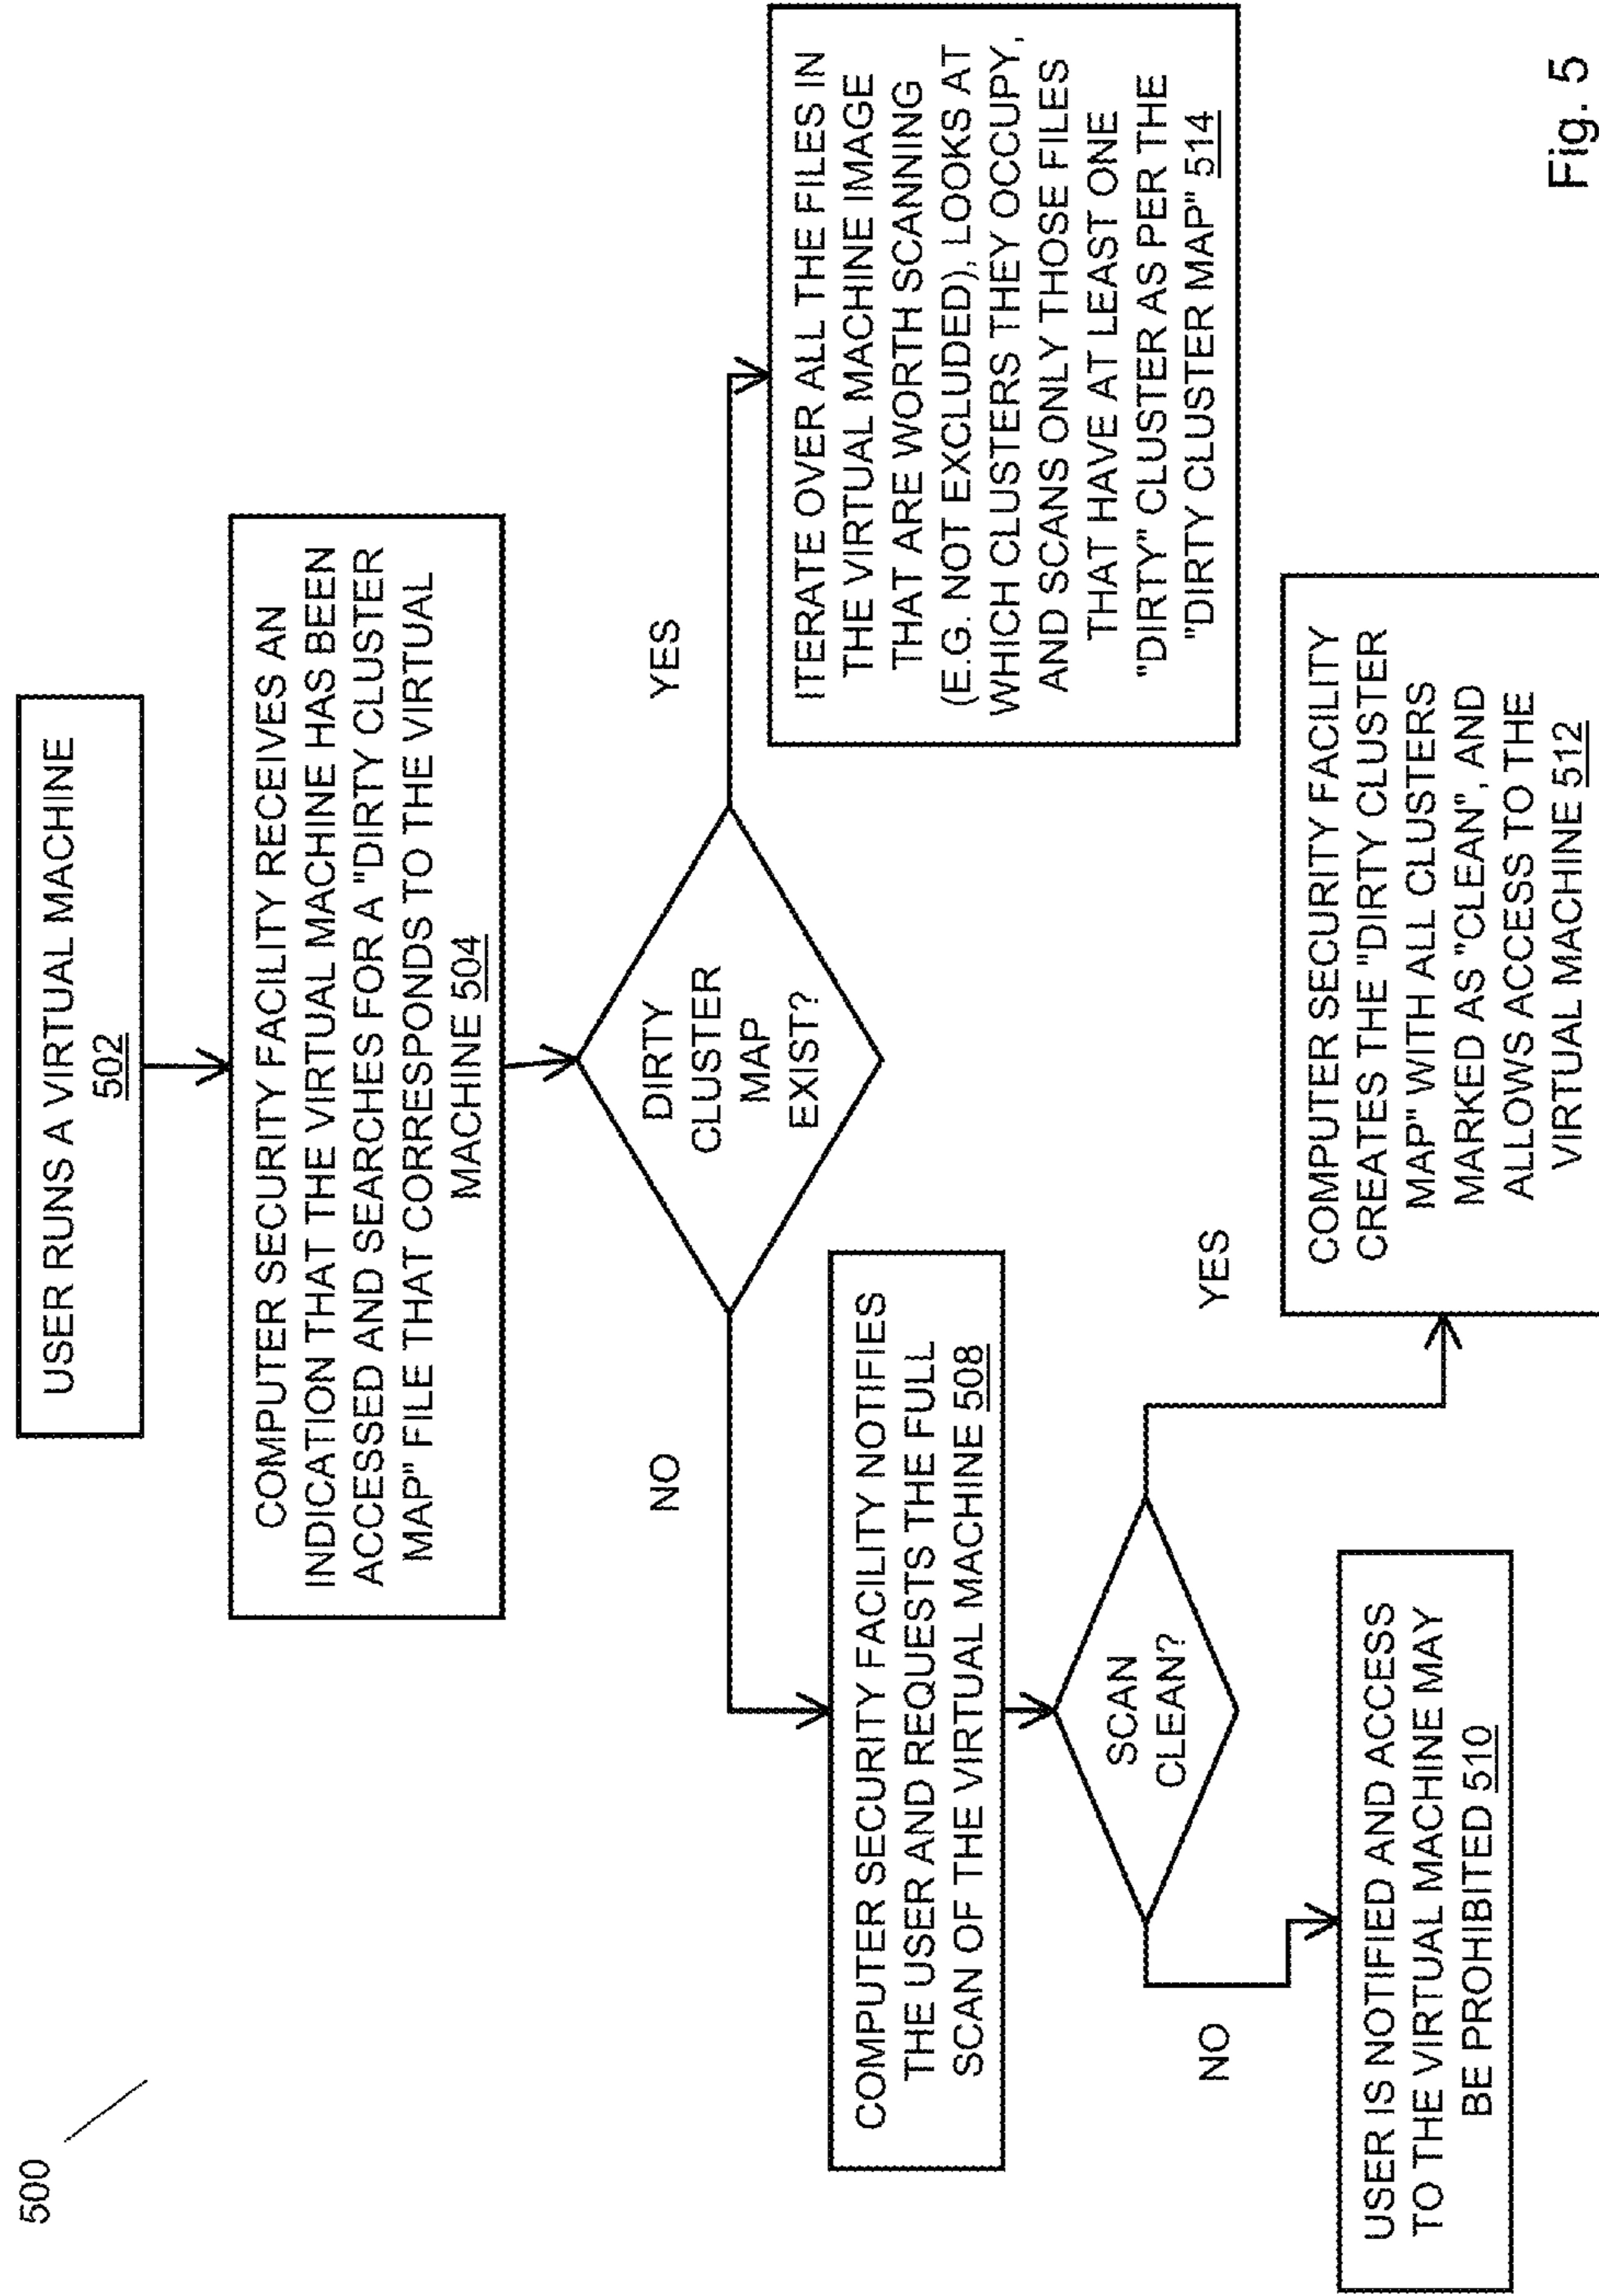 500
USER RUNS A VIRTUAL MACHINE
502
COMPUTER SECURITY FACILITY RECEIVES AN
INDICATION THAT THE VIRTUAL MACHINE HAS BEEN
ACCESSED AND SEARCHES FOR A "DIRTY CLUSTER
MAP" FILE THAT CORRESPONDS TO THE VIRTUAL
MACHINE 504
DIRTY
CLUSTER
MAP
EXIST?
NO
YES
COMPUTER SECURITY FACILITY NOTIFIES
THE USER AND REQUESTS THE FULL
SCAN OF THE VIRTUAL MACHINE 508
ITERATE OVER ALL THE FILES IN
THE VIRTUAL MACHINE IMAGE
THAT ARE WORTH SCANNING
(E.G. NOT EXCLUDED), LOOKS AT
WHICH CLUSTERS THEY OCCUPY,
AND SCANS ONLY THOSE FILES
THAT HAVE AT LEAST ONE
"DIRTY" CLUSTER AS PER THE
"DIRTY CLUSTER MAP" 514
SCAN
CLEAN?
NO
YES
USER IS NOTIFIED AND ACCESS
TO THE VIRTUAL MACHINE MAY
BE PROHIBITED 510
COMPUTER SECURITY FACILITY
CREATES THE "DIRTY CLUSTER
MAP" WITH ALL CLUSTERS
MARKED AS "CLEAN", AND
ALLOWS ACCESS TO THE
VIRTUAL MACHINE 512
Fig. 5